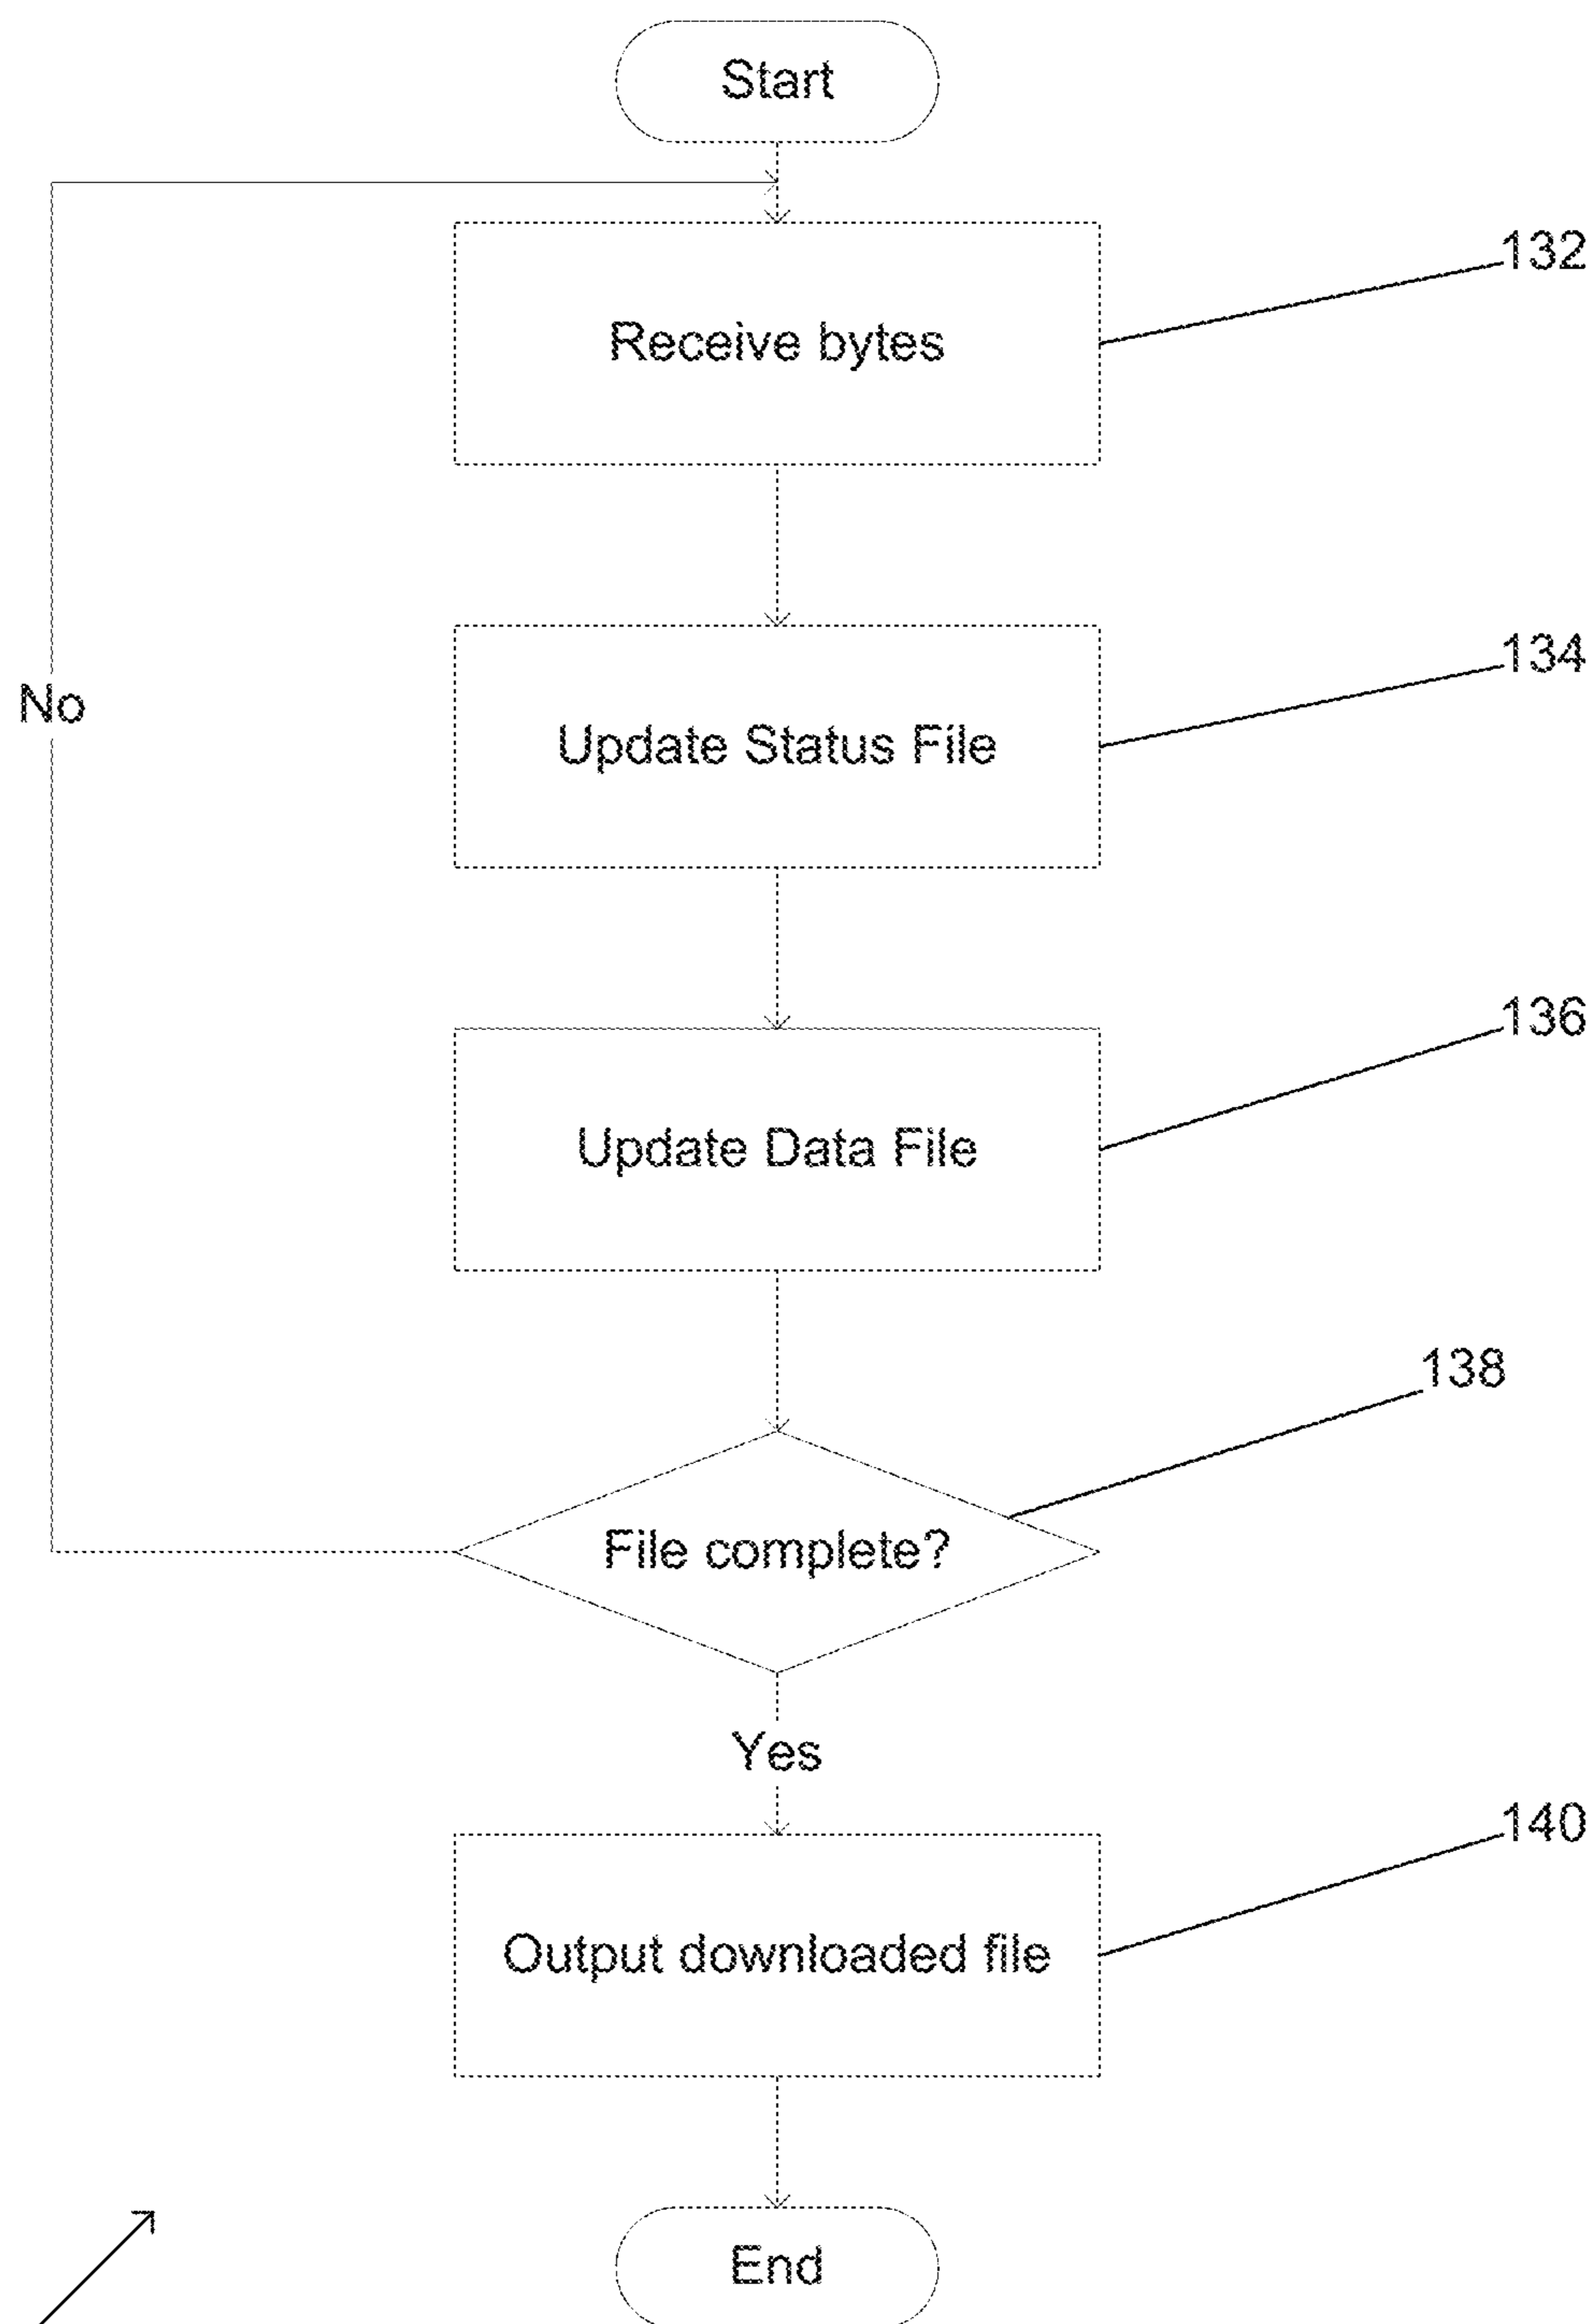 Start
132
Receive bytes
134
No
Update Status File
136
Update Data File
138
File complete?
Yes
140
Output downloaded file
End